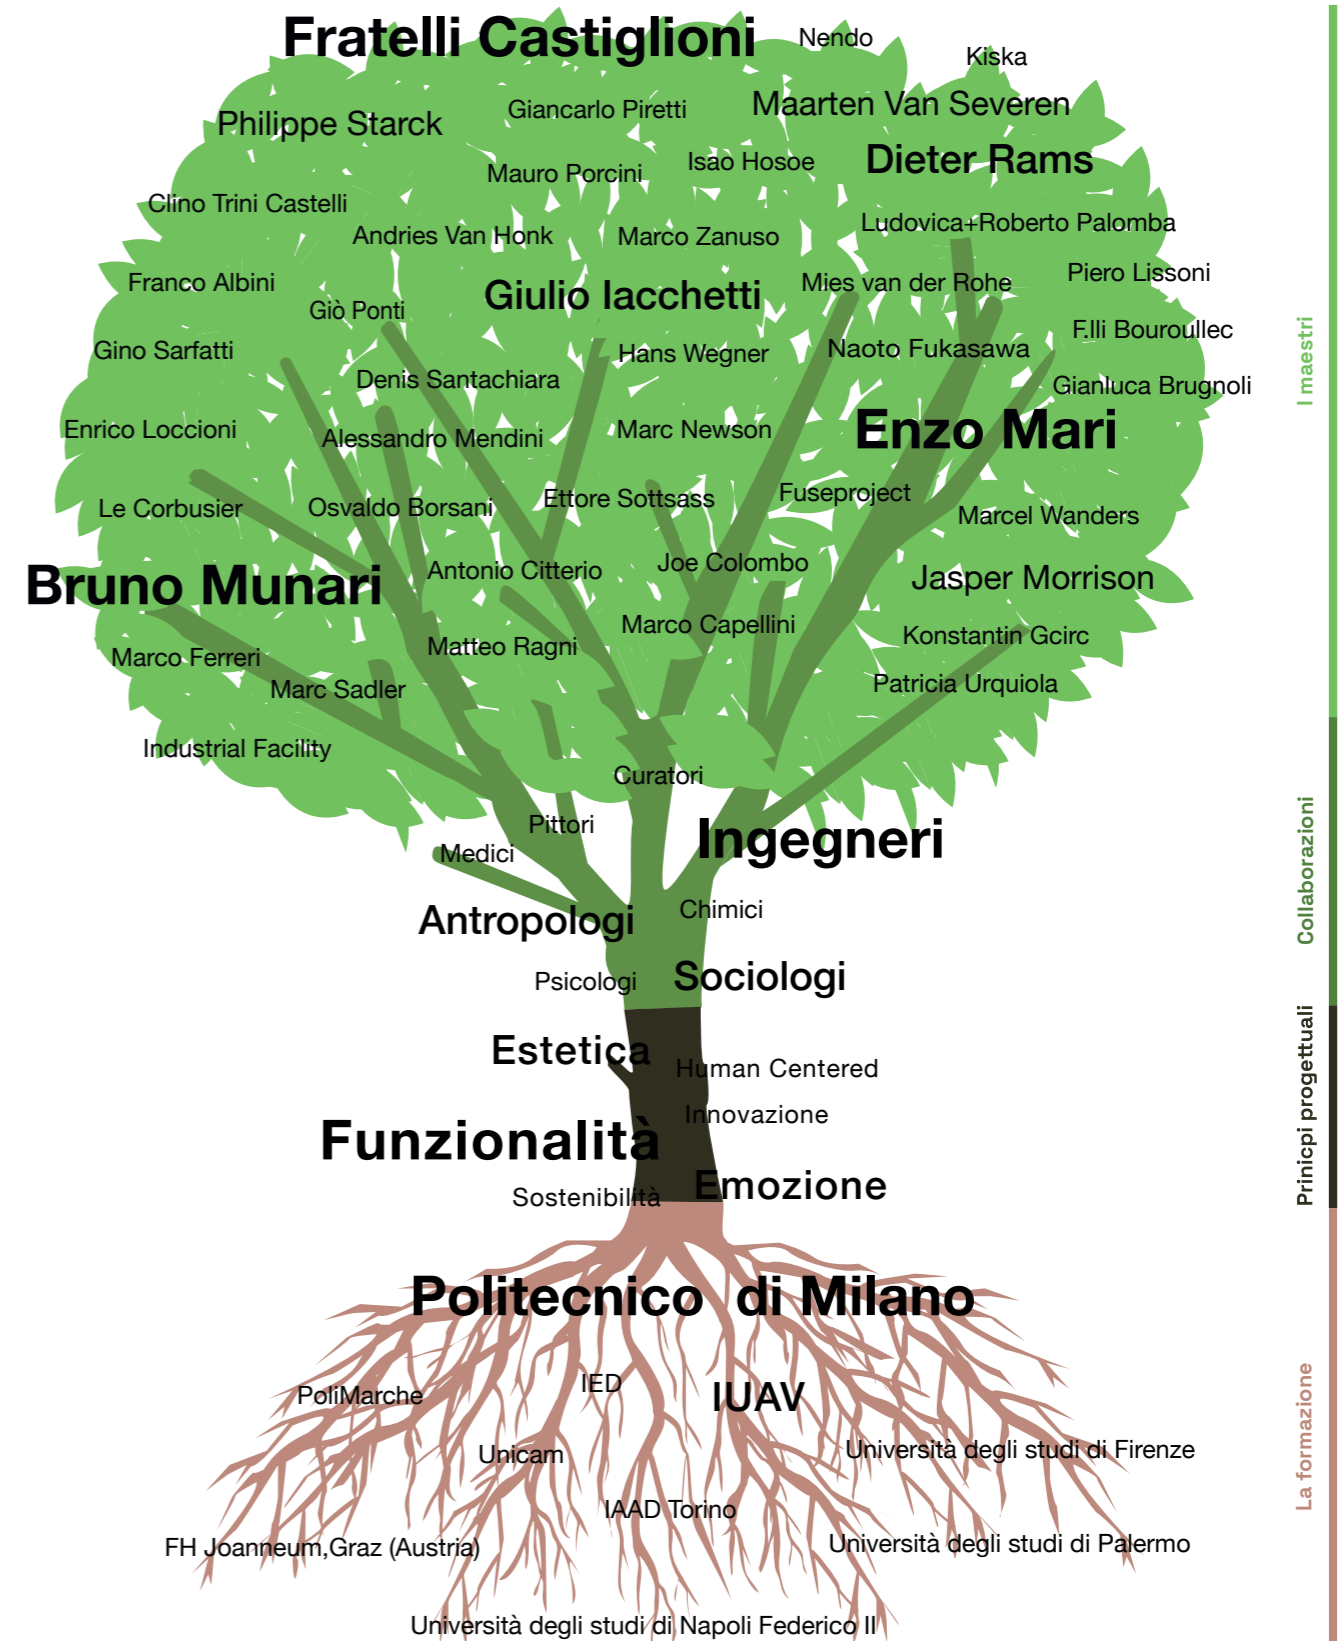 Fratelli Castiglioni
Nendo
Kiska
Philippe Starck
Giancarlo Piretti
Maarten Van Severen
Mauro Porcini
Isao Hosoe
Dieter Rams
Clino Trini Castelli
Andries Van Honk
Marco Zanuso
Ludovica+Roberto Palomba
Franco Albini
Giò Ponti
Giulio Iacchetti
Mies van der Rohe
Piero Lissoni
Gino Sarfatti
Denis Santachiara
Hans Wegner
Naoto Fukasawa
F.lli Bouroullec
Gianluca Brugnoli
Enrico Loccioni
Alessandro Mendini
Marc Newson
Enzo Mari
Le Corbusier
Osvaldo Borsani
Ettore Sottsass
Fuseproject
Marcel Wanders
Bruno Munari
Antonio Citterio
Joe Colombo
Jasper Morrison
Marco Ferreri
Matteo Ragni
Marco Capellini
Konstantin Gcirc
Marc Sadler
Patricia Urquiola
Industrial Facility
I maestri
Curatori
Pittori
Ingegneri
Medici
Antropologi
Chimici
Psicologi
Sociologi
Collaborazioni
Estetica
Human Centered
Innovazione
Funzionalità
Sostenibilità
Emozione
Prinicpi progettuali
Politecnico di Milano
PoliMarche
IED
IUAV
Unicam
Università degli studi di Firenze
IAAD Torino
FH Joanneum,Graz (Austria)
Università degli studi di Palermo
Università degli studi di Napoli Federico II
La formazione